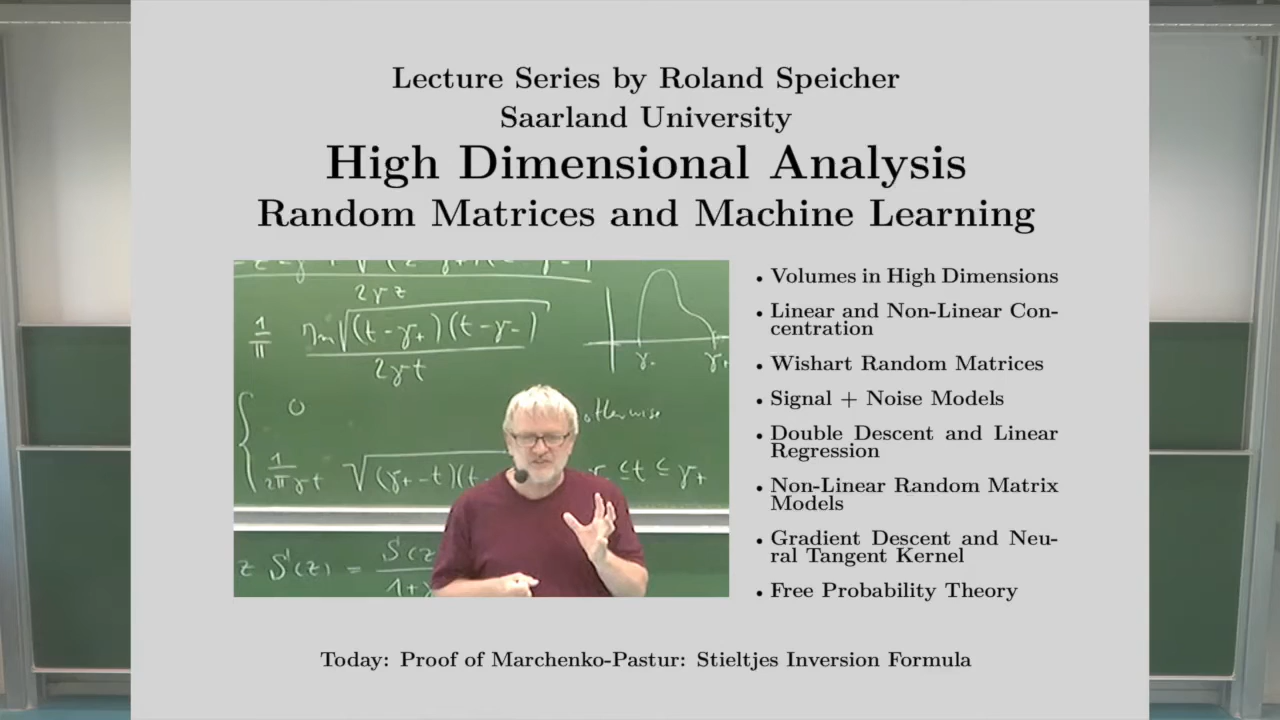 Lecture Series by Roland Speicher
Saarland University
High Dimensional Analysis
Random Matrices and Machine Learning
2γz
1/π Im√(t-γ₊)(t-γ₋) / 2γt
γ₋
0 otherwise
1/2πγt √(γ₊-t)(t- ≤t≤γ₊
z S(z) = S(z / 1+γ
• Volumes in High Dimensions
• Linear and Non-Linear Con-
centration
• Wishart Random Matrices
• Signal + Noise Models
• Double Descent and Linear
Regression
• Non-Linear Random Matrix
Models
• Gradient Descent and Neu-
ral Tangent Kernel
• Free Probability Theory
Today: Proof of Marchenko-Pastur: Stieltjes Inversion Formula